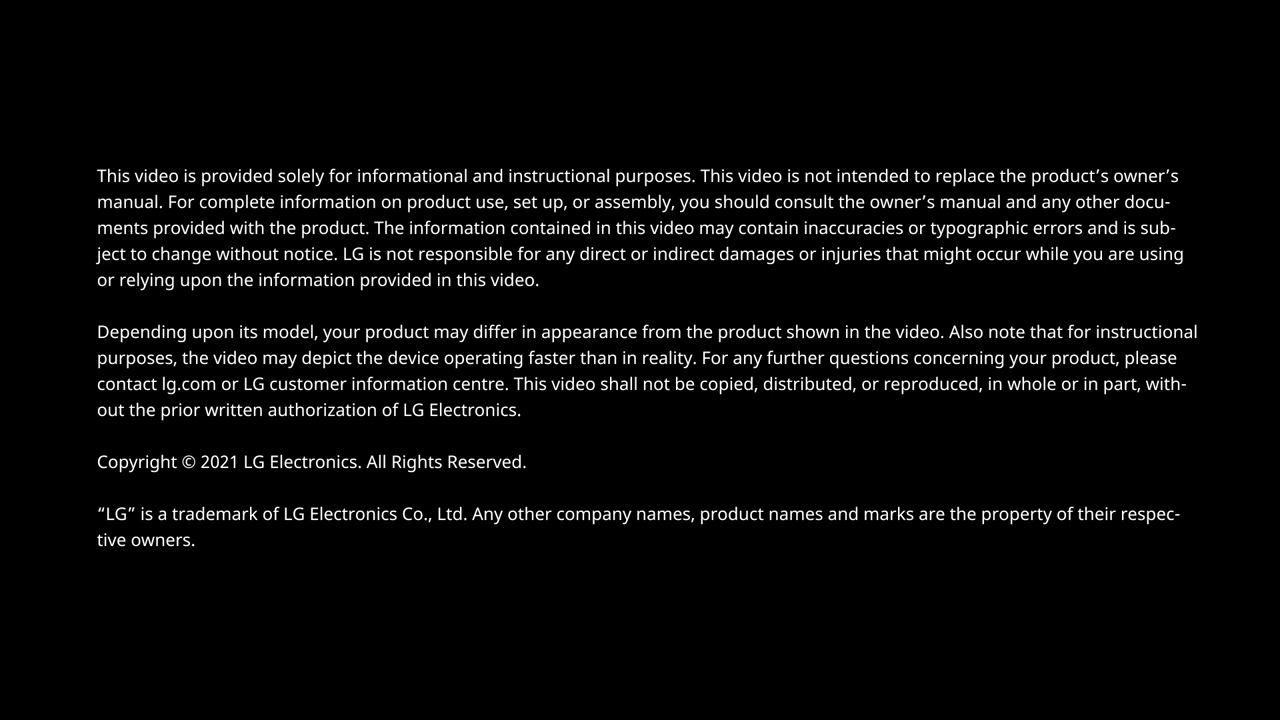 This video is provided solely for informational and instructional purposes. This video is not intended to replace the product’s owner’s
manual. For complete information on product use, set up, or assembly, you should consult the owner’s manual and any other docu-
ments provided with the product. The information contained in this video may contain inaccuracies or typographic errors and is sub-
ject to change without notice. LG is not responsible for any direct or indirect damages or injuries that might occur while you are using
or relying upon the information provided in this video.
Depending upon its model, your product may differ in appearance from the product shown in the video. Also note that for instructional
purposes, the video may depict the device operating faster than in reality. For any further questions concerning your product, please
contact lg.com or LG customer information centre. This video shall not be copied, distributed, or reproduced, in whole or in part, with-
out the prior written authorization of LG Electronics.
Copyright © 2021 LG Electronics. All Rights Reserved.
“LG” is a trademark of LG Electronics Co., Ltd. Any other company names, product names and marks are the property of their respec-
tive owners.